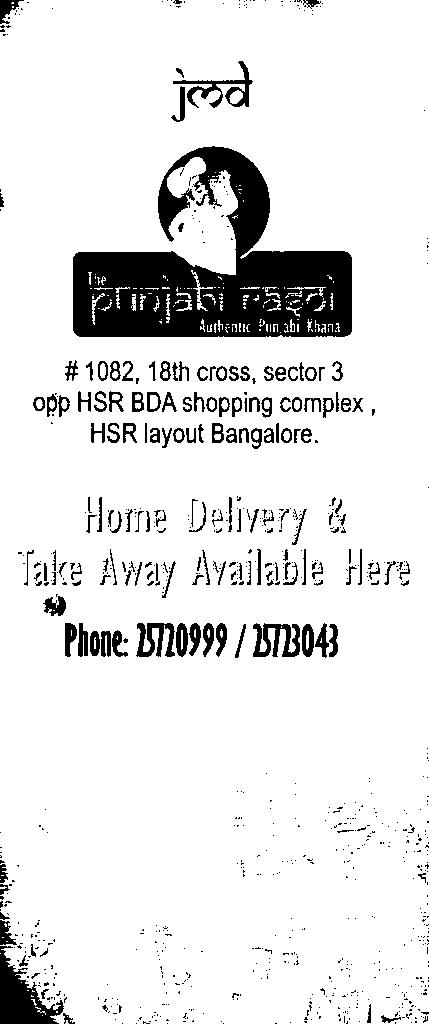 jmd
The
punjabi rasoi
Authentic Punjabi Khana
# 1082, 18th cross, sector 3
opp HSR BDA shopping complex ,
HSR layout Bangalore.
Home Delivery &
Take Away Available Here
Phone: 25720999 / 25723043